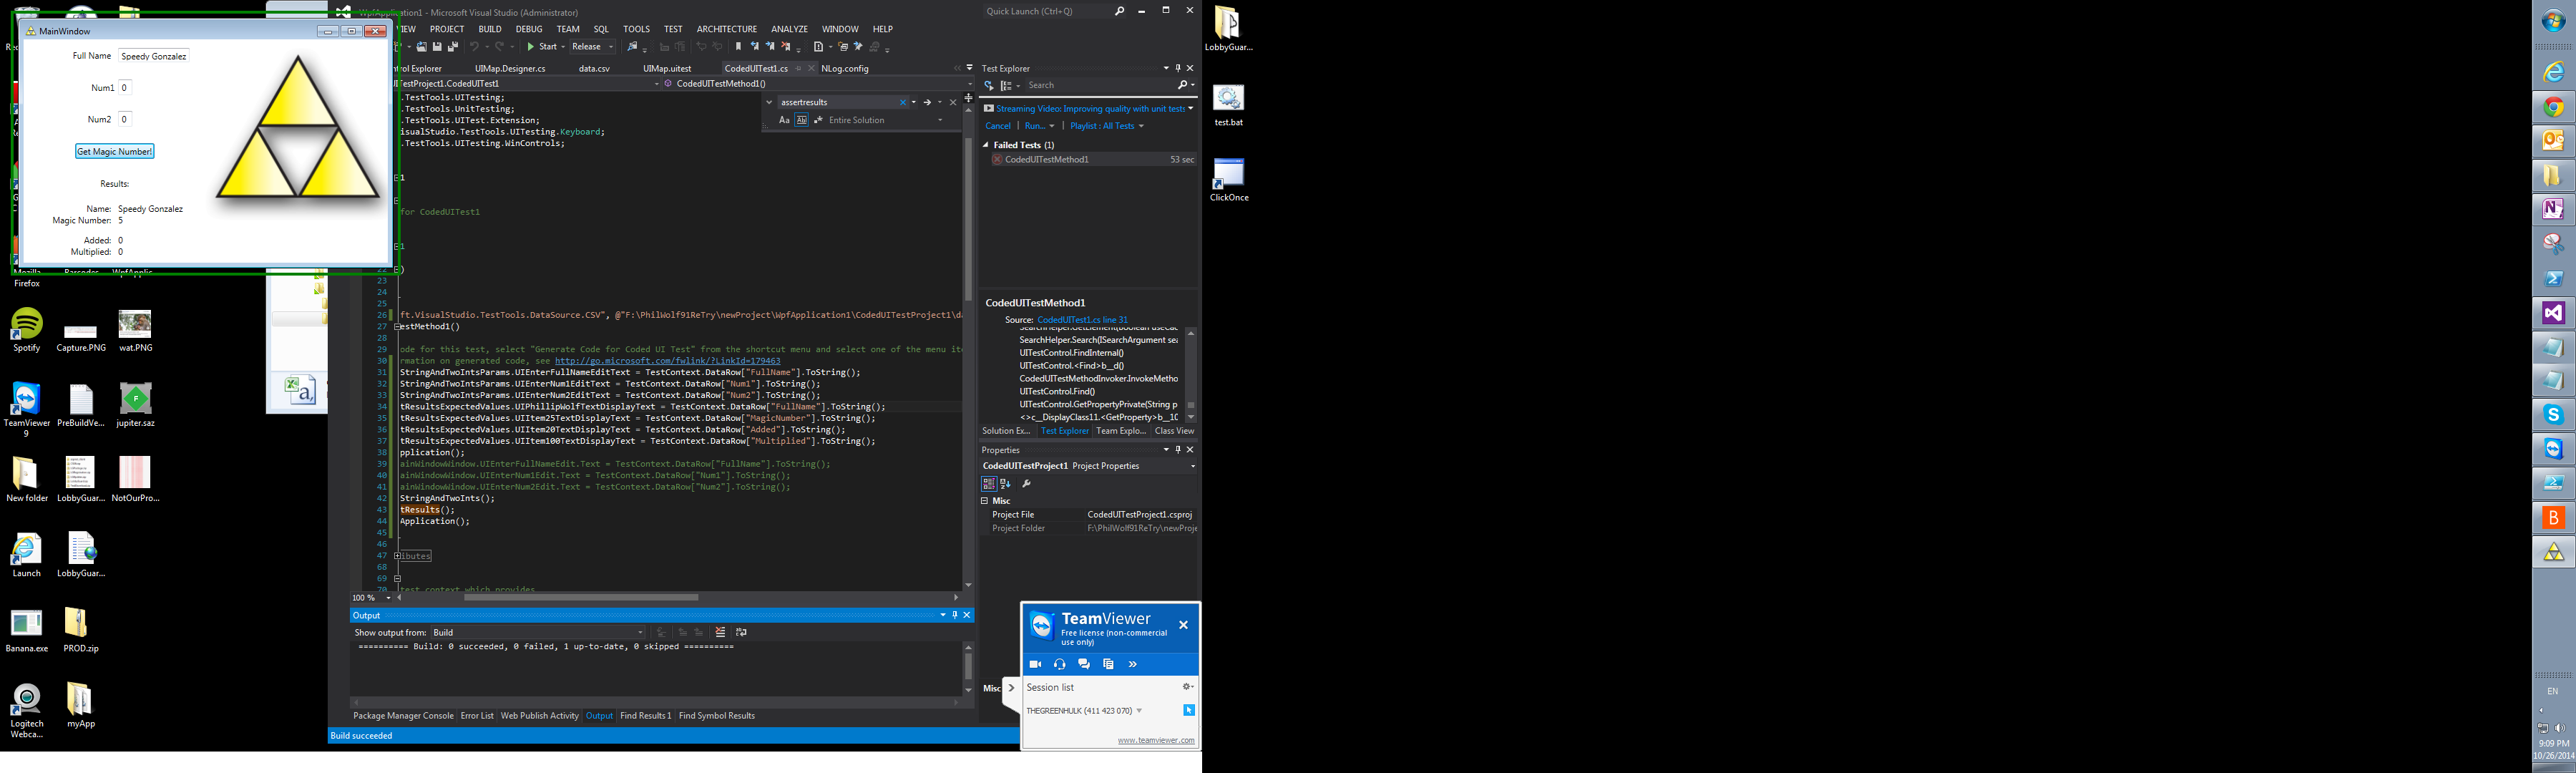 MainWindow
Full Name Speedy Gonzalez
Num1 0
Num2 0
Get Magic Number!
Results:
Name: Speedy Gonzalez
Magic Number: 5
Added: 0
Multiplied: 0
Firefox
Spotify
Capture.PNG
wat.PNG
TeamViewer 9
PreBuildVe...
jupiter.saz
New folder
LobbyGuar...
NotOurPro...
Launch
LobbyGuar...
Banana.exe
PROD.zip
Logitech Webca...
myApp
WpfApplication1 - Microsoft Visual Studio (Administrator)
Quick Launch (Ctrl+Q)
VIEW PROJECT BUILD DEBUG TEAM SQL TOOLS TEST ARCHITECTURE ANALYZE WINDOW HELP
Start Release
ntrol Explorer UIMap.Designer.cs data.csv UIMap.uitest CodedUITest1.cs NLog.config
ITestProject1.CodedUITest1 CodedUITestMethod1()
assertresults
Aa Entire Solution
.TestTools.UITesting;
.TestTools.UnitTesting;
.TestTools.UITest.Extension;
isualStudio.TestTools.UITesting.Keyboard;
.TestTools.UITesting.WinControls;
1
for CodedUITest1
1
22 )
23
24
25
26 ft.VisualStudio.TestTools.DataSource.CSV", @"F:\PhilWolf91ReTry\newProject\WpfApplication1\CodedUITestProject1\da
27 estMethod1()
28
29 ode for this test, select "Generate Code for Coded UI Test" from the shortcut menu and select one of the menu ite
30 rmation on generated code, see http://go.microsoft.com/fwlink/?LinkId=179463
31 StringAndTwoIntsParams.UIEnterFullNameEditText = TestContext.DataRow["FullName"].ToString();
32 StringAndTwoIntsParams.UIEnterNum1EditText = TestContext.DataRow["Num1"].ToString();
33 StringAndTwoIntsParams.UIEnterNum2EditText = TestContext.DataRow["Num2"].ToString();
34 tResultsExpectedValues.UIPhillipWolfTextDisplayText = TestContext.DataRow["FullName"].ToString();
35 tResultsExpectedValues.UIItem25TextDisplayText = TestContext.DataRow["MagicNumber"].ToString();
36 tResultsExpectedValues.UIItem20TextDisplayText = TestContext.DataRow["Added"].ToString();
37 tResultsExpectedValues.UIItem100TextDisplayText = TestContext.DataRow["Multiplied"].ToString();
38 pplication();
39 ainWindowWindow.UIEnterFullNameEdit.Text = TestContext.DataRow["FullName"].ToString();
40 ainWindowWindow.UIEnterNum1Edit.Text = TestContext.DataRow["Num1"].ToString();
41 ainWindowWindow.UIEnterNum2Edit.Text = TestContext.DataRow["Num2"].ToString();
42 StringAndTwoInts();
43 tResults();
44 Application();
45
46
47 ibutes
68
69
70 test context which provides
100 %
Output
Show output from: Build
========== Build: 0 succeeded, 0 failed, 1 up-to-date, 0 skipped ==========
Package Manager Console Error List Web Publish Activity Output Find Results 1 Find Symbol Results
Build succeeded
Test Explorer
Search
Streaming Video: Improving quality with unit tests
Cancel | Run... | Playlist : All Tests
Failed Tests (1)
CodedUITestMethod1 53 sec
CodedUITestMethod1
Source: CodedUITest1.cs line 31
SearchHelper.Search(ISearchArgument sea
UITestControl.FindInternal()
UITestControl.<Find>b__d()
CodedUITestMethodInvoker.InvokeMetho
UITestControl.Find()
UITestControl.GetPropertyPrivate(String p
<>c__DisplayClass11.<GetProperty>b__10
Solution Ex... Test Explorer Team Explo... Class View
Properties
CodedUITestProject1 Project Properties
Misc
Project File CodedUITestProject1.csproj
Project Folder F:\PhilWolf91ReTry\newProje
Misc
TeamViewer
Free license (non-commercial
use only)
Session list
THEGREENHULK (411 423 070)
www.teamviewer.com
LobbyGuar...
test.bat
ClickOnce
EN
9:09 PM
10/26/2014